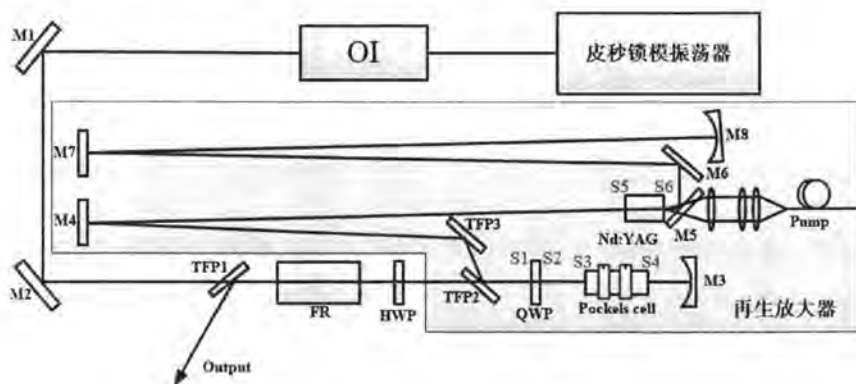 M1
OI
皮秒锁模振荡器
M8
M7
M6
S5
S6
M4
TFP3
Nd:YAG
M5
Pump
TFP1
S1
S2
S3
S4
M3
M2
FR
HWP
TFP2
QWP
Pockels cell
再生放大器
Output